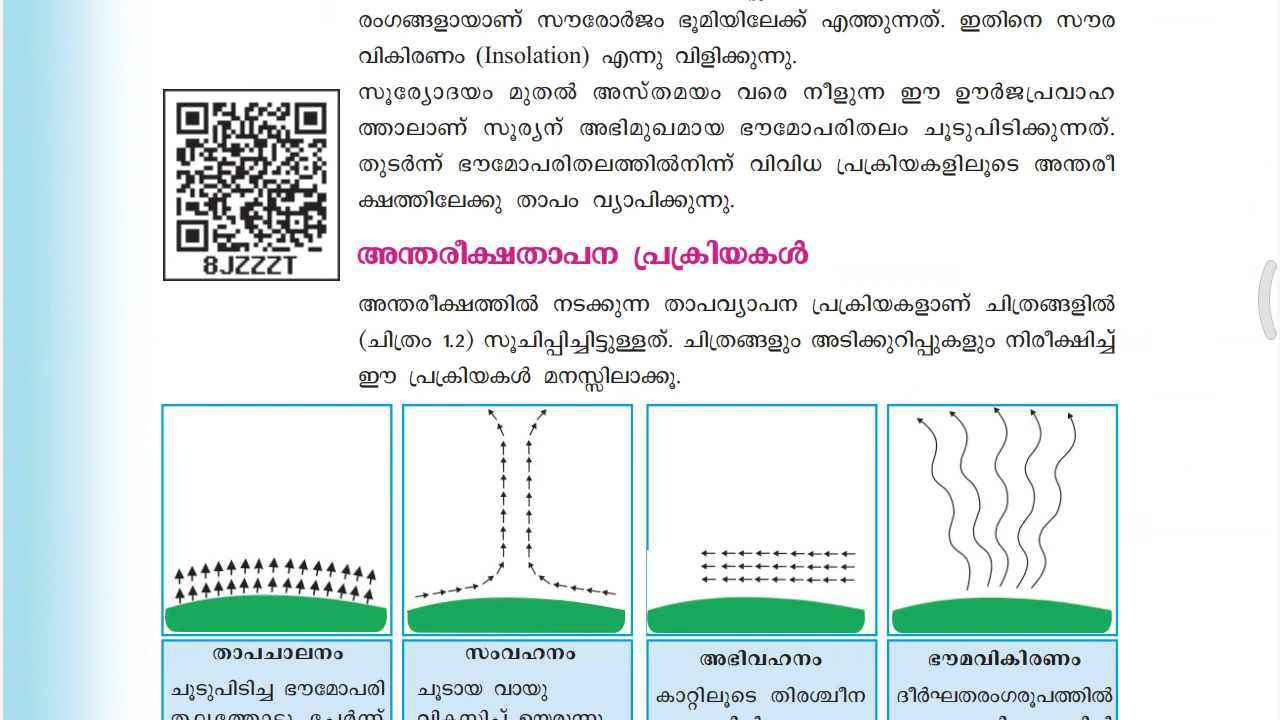 രംഗങ്ങളായാണ് സൗരോർജം ഭൂമിയിലേക്ക് എത്തുന്നത്. ഇതിനെ സൗര
വികിരണം (Insolation) എന്നു വിളിക്കുന്നു.
സൂര്യോദയം മുതൽ അസ്തമയം വരെ നീളുന്ന ഈ ഊർജപ്രവാഹ
ത്താലാണ് സൂര്യന് അഭിമുഖമായ ഭൗമോപരിതലം ചൂടുപിടിക്കുന്നത്.
തുടർന്ന് ഭൗമോപരിതലത്തിൽനിന്ന് വിവിധ പ്രക്രിയകളിലൂടെ അന്തരീ
ക്ഷത്തിലേക്കു താപം വ്യാപിക്കുന്നു.
8JZZZT
അന്തരീക്ഷതാപന പ്രക്രിയകൾ
അന്തരീക്ഷത്തിൽ നടക്കുന്ന താപവ്യാപന പ്രക്രിയകളാണ് ചിത്രങ്ങളിൽ
(ചിത്രം 1.2) സൂചിപ്പിച്ചിട്ടുള്ളത്. ചിത്രങ്ങളും അടിക്കുറിപ്പുകളും നിരീക്ഷിച്ച്
ഈ പ്രക്രിയകൾ മനസ്സിലാക്കൂ.
താപചാലനം
ചൂടുപിടിച്ച ഭൗമോപരി
സംവഹനം
ചൂടായ വായു
അഭിവഹനം
കാറ്റിലൂടെ തിരശ്ചീന
ഭൗമവികിരണം
ദീർഘതരംഗരൂപത്തിൽ